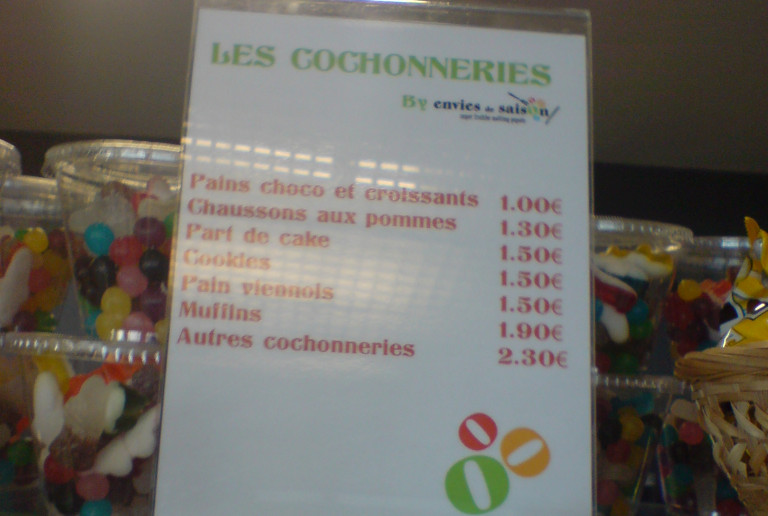 LES COCHONNERIES
By envies de saison
Pains choco et croissants 1.00€
Chaussons aux pommes 1.30€
Part de cake 1.50€
Cookies 1.50€
Pain viennois 1.50€
Muffins 1.90€
Autres cochonneries 2.30€